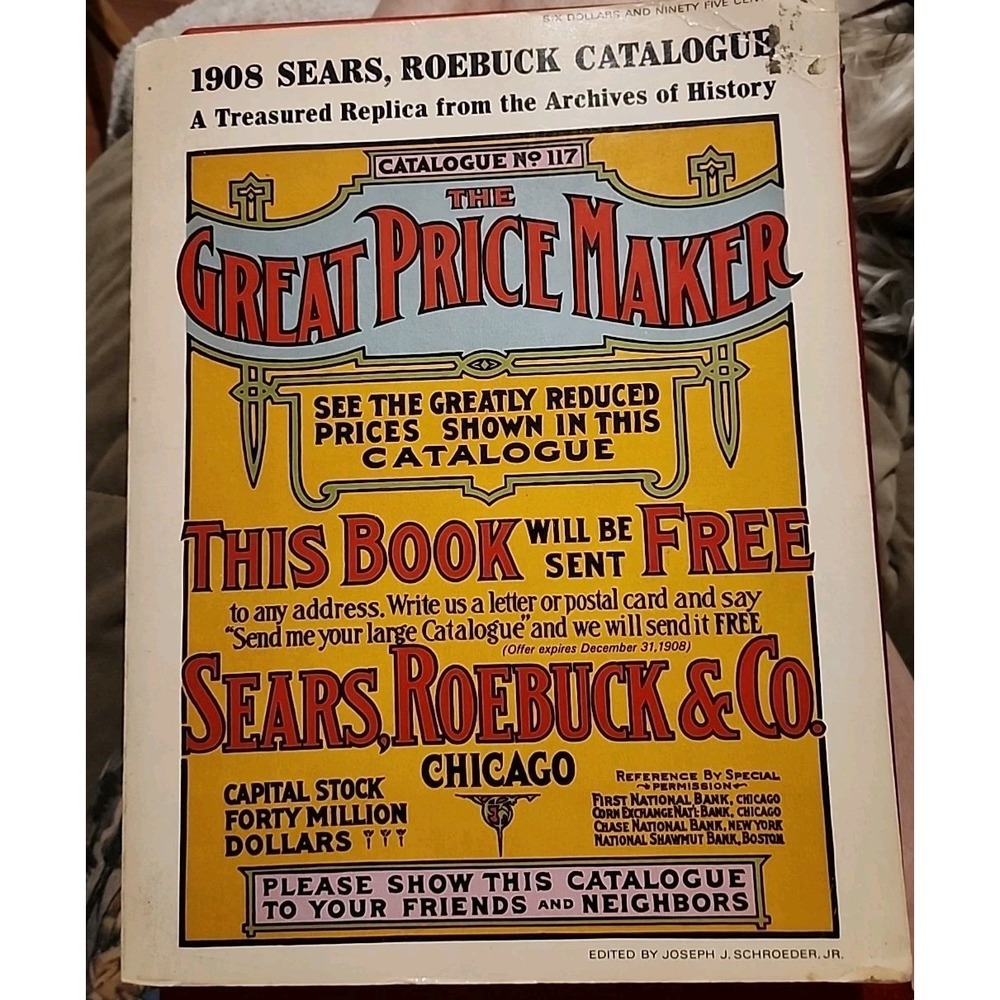 SIX DOLLARS AND NINETY FIVE
1908 SEARS, ROEBUCK CATALOGUE
A Treasured Replica from the Archives of History
CATALOGUE No 117
THE
GREAT PRICE MAKER
SEE THE GREATLY REDUCED
PRICES SHOWN IN THIS
CATALOGUE
THIS BOOK WILL BE SENT FREE
to any address. Write us a letter or postal card and say
"Send me your large Catalogue" and we will send it FREE
(Offer expires December 31, 1908)
SEARS, ROEBUCK & CO.
CHICAGO
CAPITAL STOCK
FORTY MILLION
DOLLARS
REFERENCE BY SPECIAL
PERMISSION
FIRST NATIONAL BANK, CHICAGO
CORN EXCHANGE NAT'L BANK, CHICAGO
CHASE NATIONAL BANK, NEW YORK
NATIONAL SHAWMUT BANK, BOSTON
PLEASE SHOW THIS CATALOGUE
TO YOUR FRIENDS AND NEIGHBORS
EDITED BY JOSEPH J. SCHROEDER, JR.